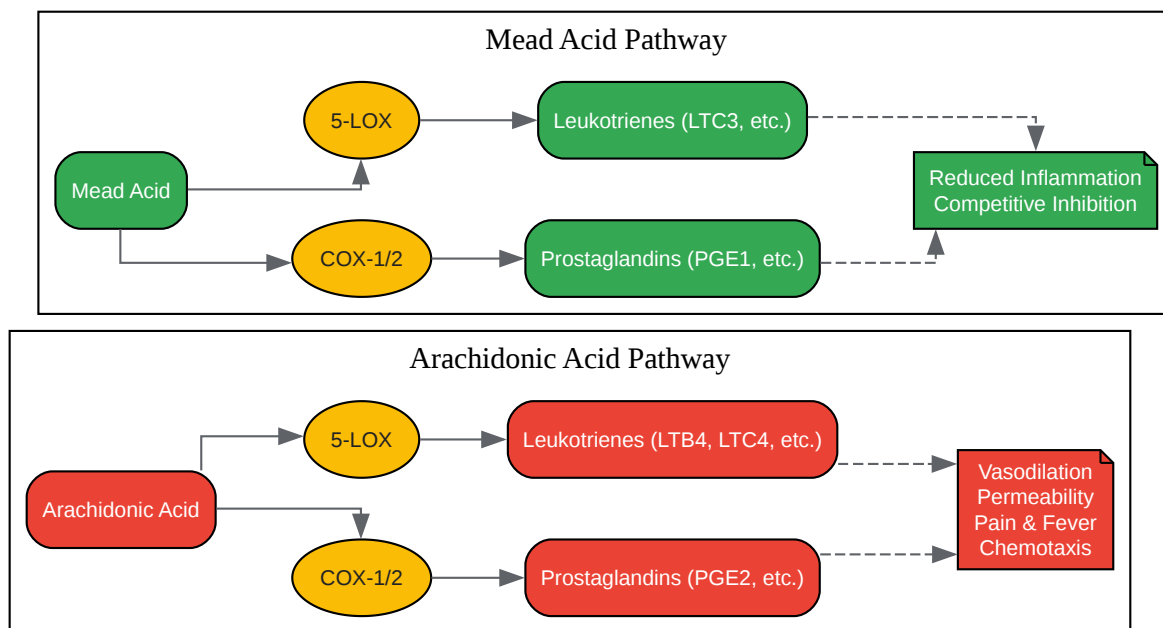 Mead Acid Pathway
5-LOX
Leukotrienes (LTC3, etc.)
Mead Acid
Reduced Inflammation
Competitive Inhibition
COX-1/2
Prostaglandins (PGE1, etc.)
Arachidonic Acid Pathway
5-LOX
Leukotrienes (LTB4, LTC4, etc.)
Arachidonic Acid
Vasodilation
Permeability
Pain & Fever
Chemotaxis
COX-1/2
Prostaglandins (PGE2, etc.)